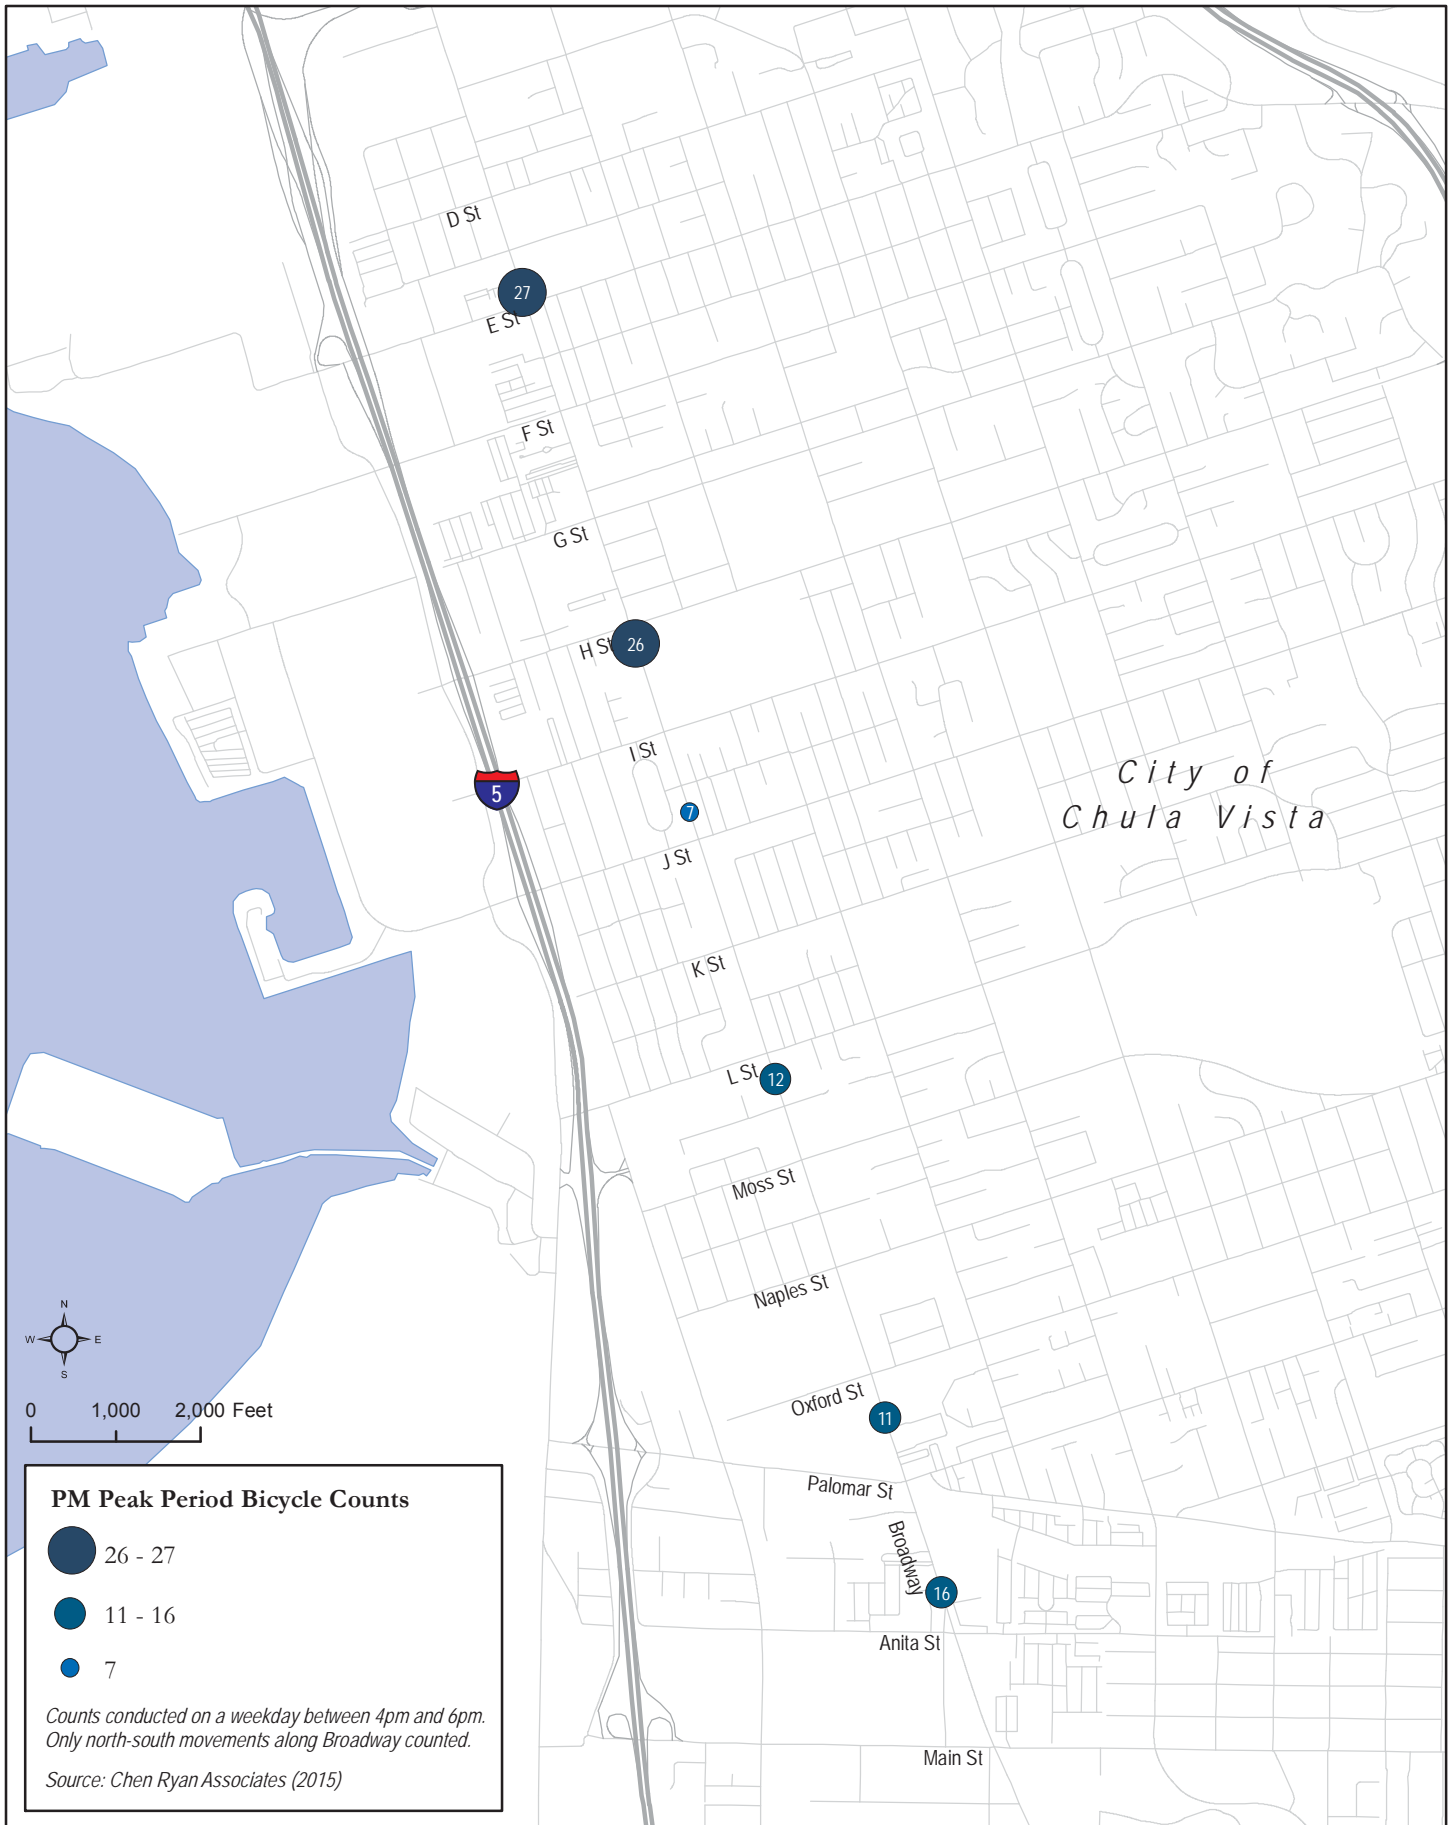 D St
27
E St
F St
G St
H St
26
I St
5
City of
Chula Vista
7
J St
K St
L St
12
Moss St
Naples St
N
W
E
S
0 1,000 2,000 Feet
Oxford St
11
Palomar St
Broadway
16
Anita St
Main St
PM Peak Period Bicycle Counts
26 - 27
11 - 16
7
Counts conducted on a weekday between 4pm and 6pm.
Only north-south movements along Broadway counted.
Source: Chen Ryan Associates (2015)